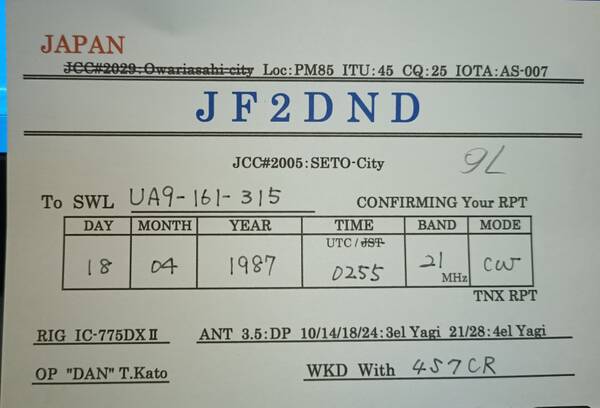 JAPAN
JCC#2029:Owariasahi-city Loc:PM85 ITU:45 CQ:25 IOTA:AS-007
JF2DND
JCC#2005:SETO-City
9L
To SWL UA9-161-315 CONFIRMING Your RPT
DAY MONTH YEAR TIME BAND MODE
UTC / JST
18 04 1987 0255 21 MHz CW
TNX RPT
RIG IC-775DXⅡ ANT 3.5:DP 10/14/18/24:3el Yagi 21/28:4el Yagi
OP "DAN" T.Kato WKD With 4S7CR